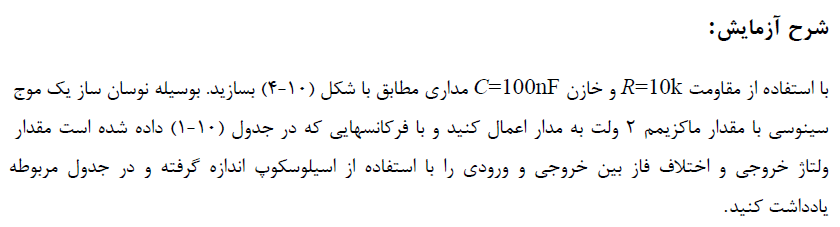 شرح آزمایش:
با استفاده از مقاومت R=10k و خازن C=100nF مداری مطابق با شکل (۱۰-۴) بسازید. بوسیله نوسان ساز یک موج
سینوسی با مقدار ماکزیمم ۲ ولت به مدار اعمال کنید و با فرکانسهایی که در جدول (۱۰-۱) داده شده است مقدار
ولتاژ خروجی و اختلاف فاز بین خروجی و ورودی را با استفاده از اسیلوسکوپ اندازه گرفته و در جدول مربوطه
یادداشت کنید.